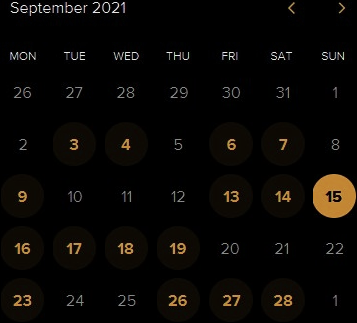 September 2021
MON TUE WED THU FRI SAT SUN
26 27 28 29 30 31 1
2 3 4 5 6 7 8
9 10 11 12 13 14 15
16 17 18 19 20 21 22
23 24 25 26 27 28 1